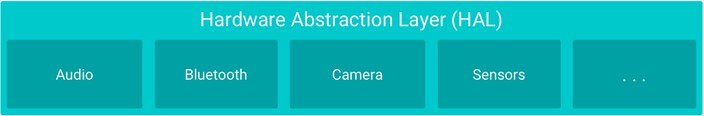 Hardware Abstraction Layer (HAL)
Audio Bluetooth Camera Sensors . . .